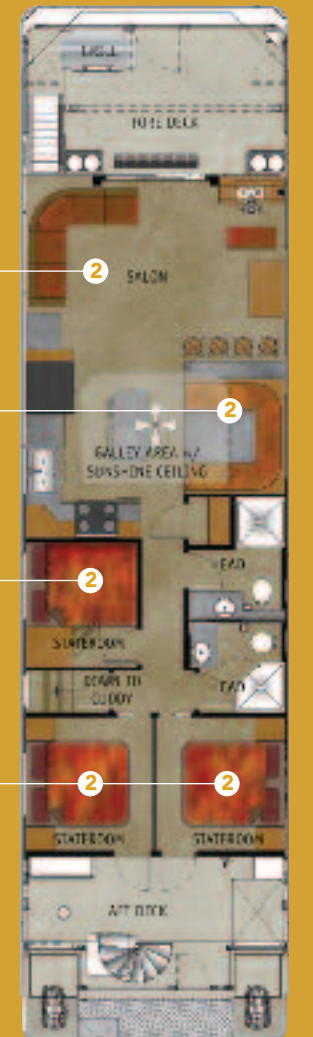 FORE DECK
2
SALON
2
GALLEY AREA w/
SUNSHINE CEILING
HEAD
2
STATEROOM
DOWN TO
CUDDY
HEAD
2
2
STATEROOM
STATEROOM
AFT DECK